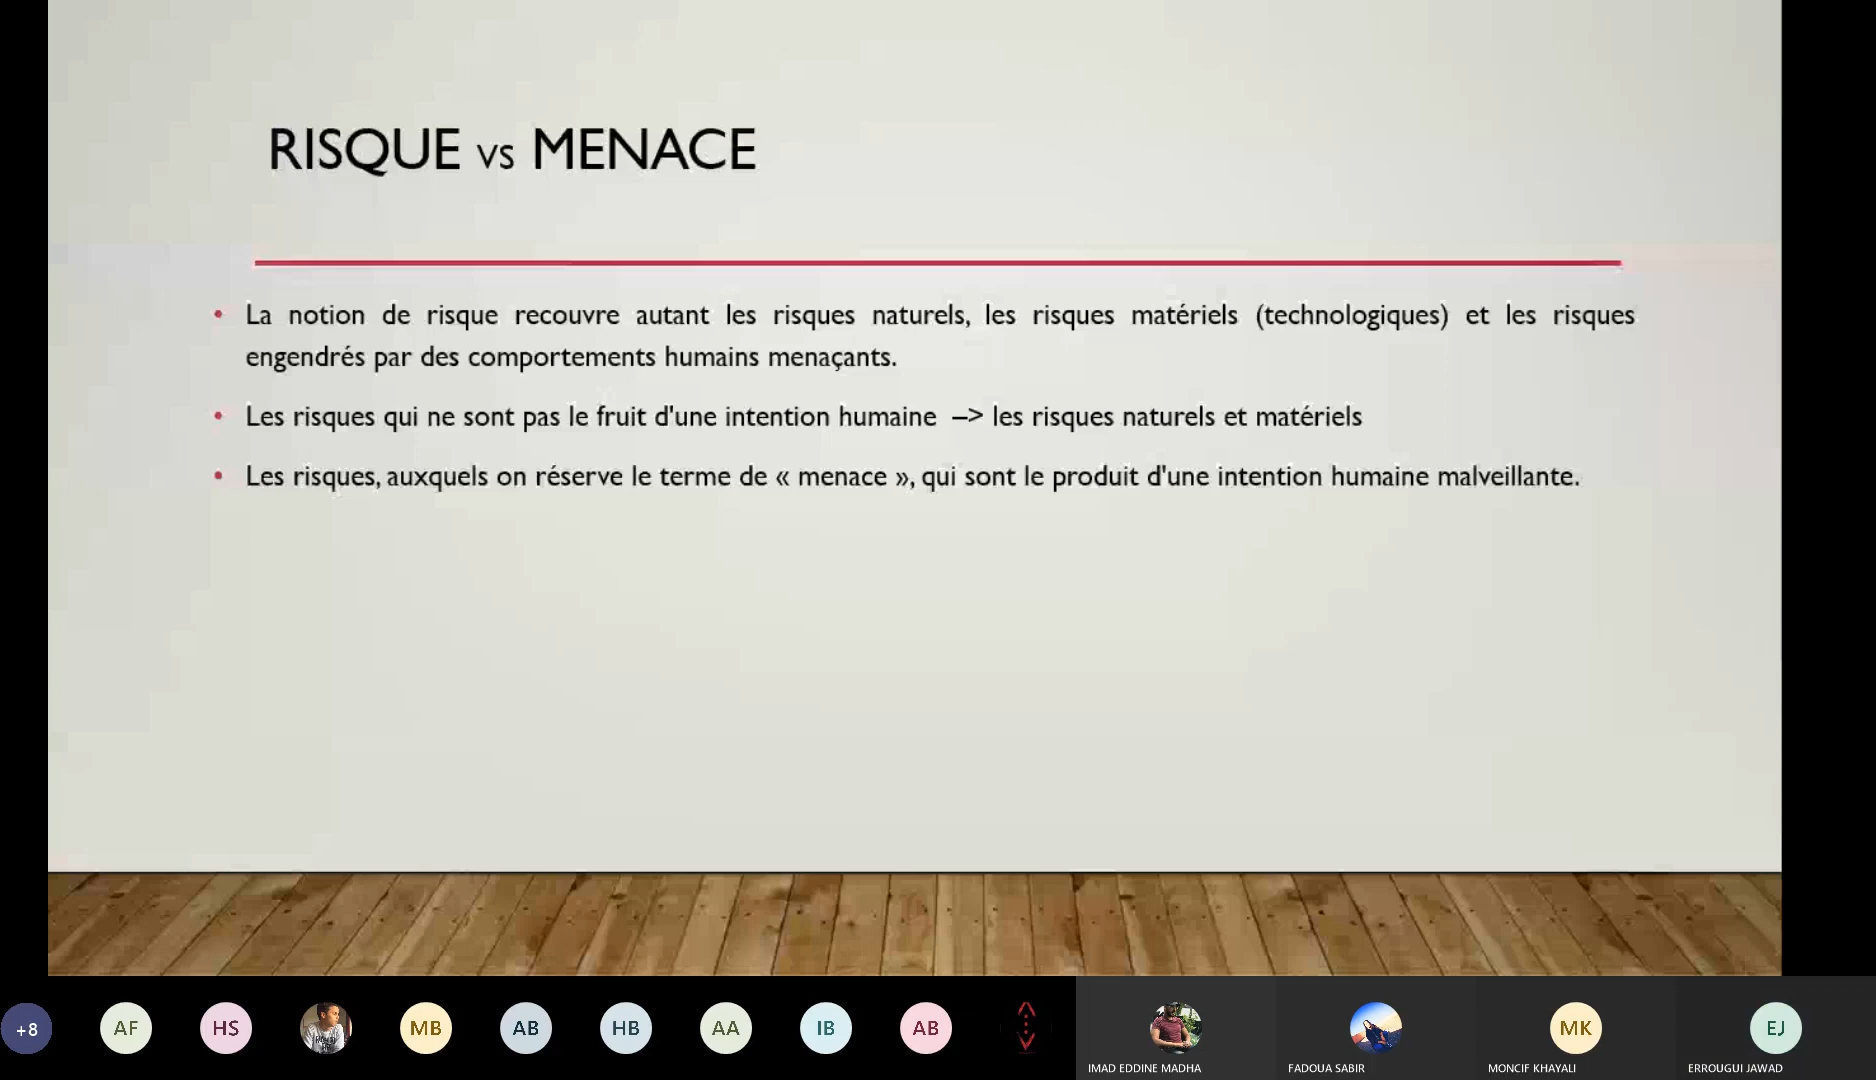 RISQUE vs MENACE
• La notion de risque recouvre autant les risques naturels, les risques matériels (technologiques) et les risques
engendrés par des comportements humains menaçants.
• Les risques qui ne sont pas le fruit d'une intention humaine –> les risques naturels et matériels
• Les risques, auxquels on réserve le terme de « menace », qui sont le produit d'une intention humaine malveillante.
+8 AF HS MB AB HB AA IB AB MK EJ
IMAD EDDINE MADHA FADOUA SABIR MONCIF KHAYALI ERROUGUI JAWAD